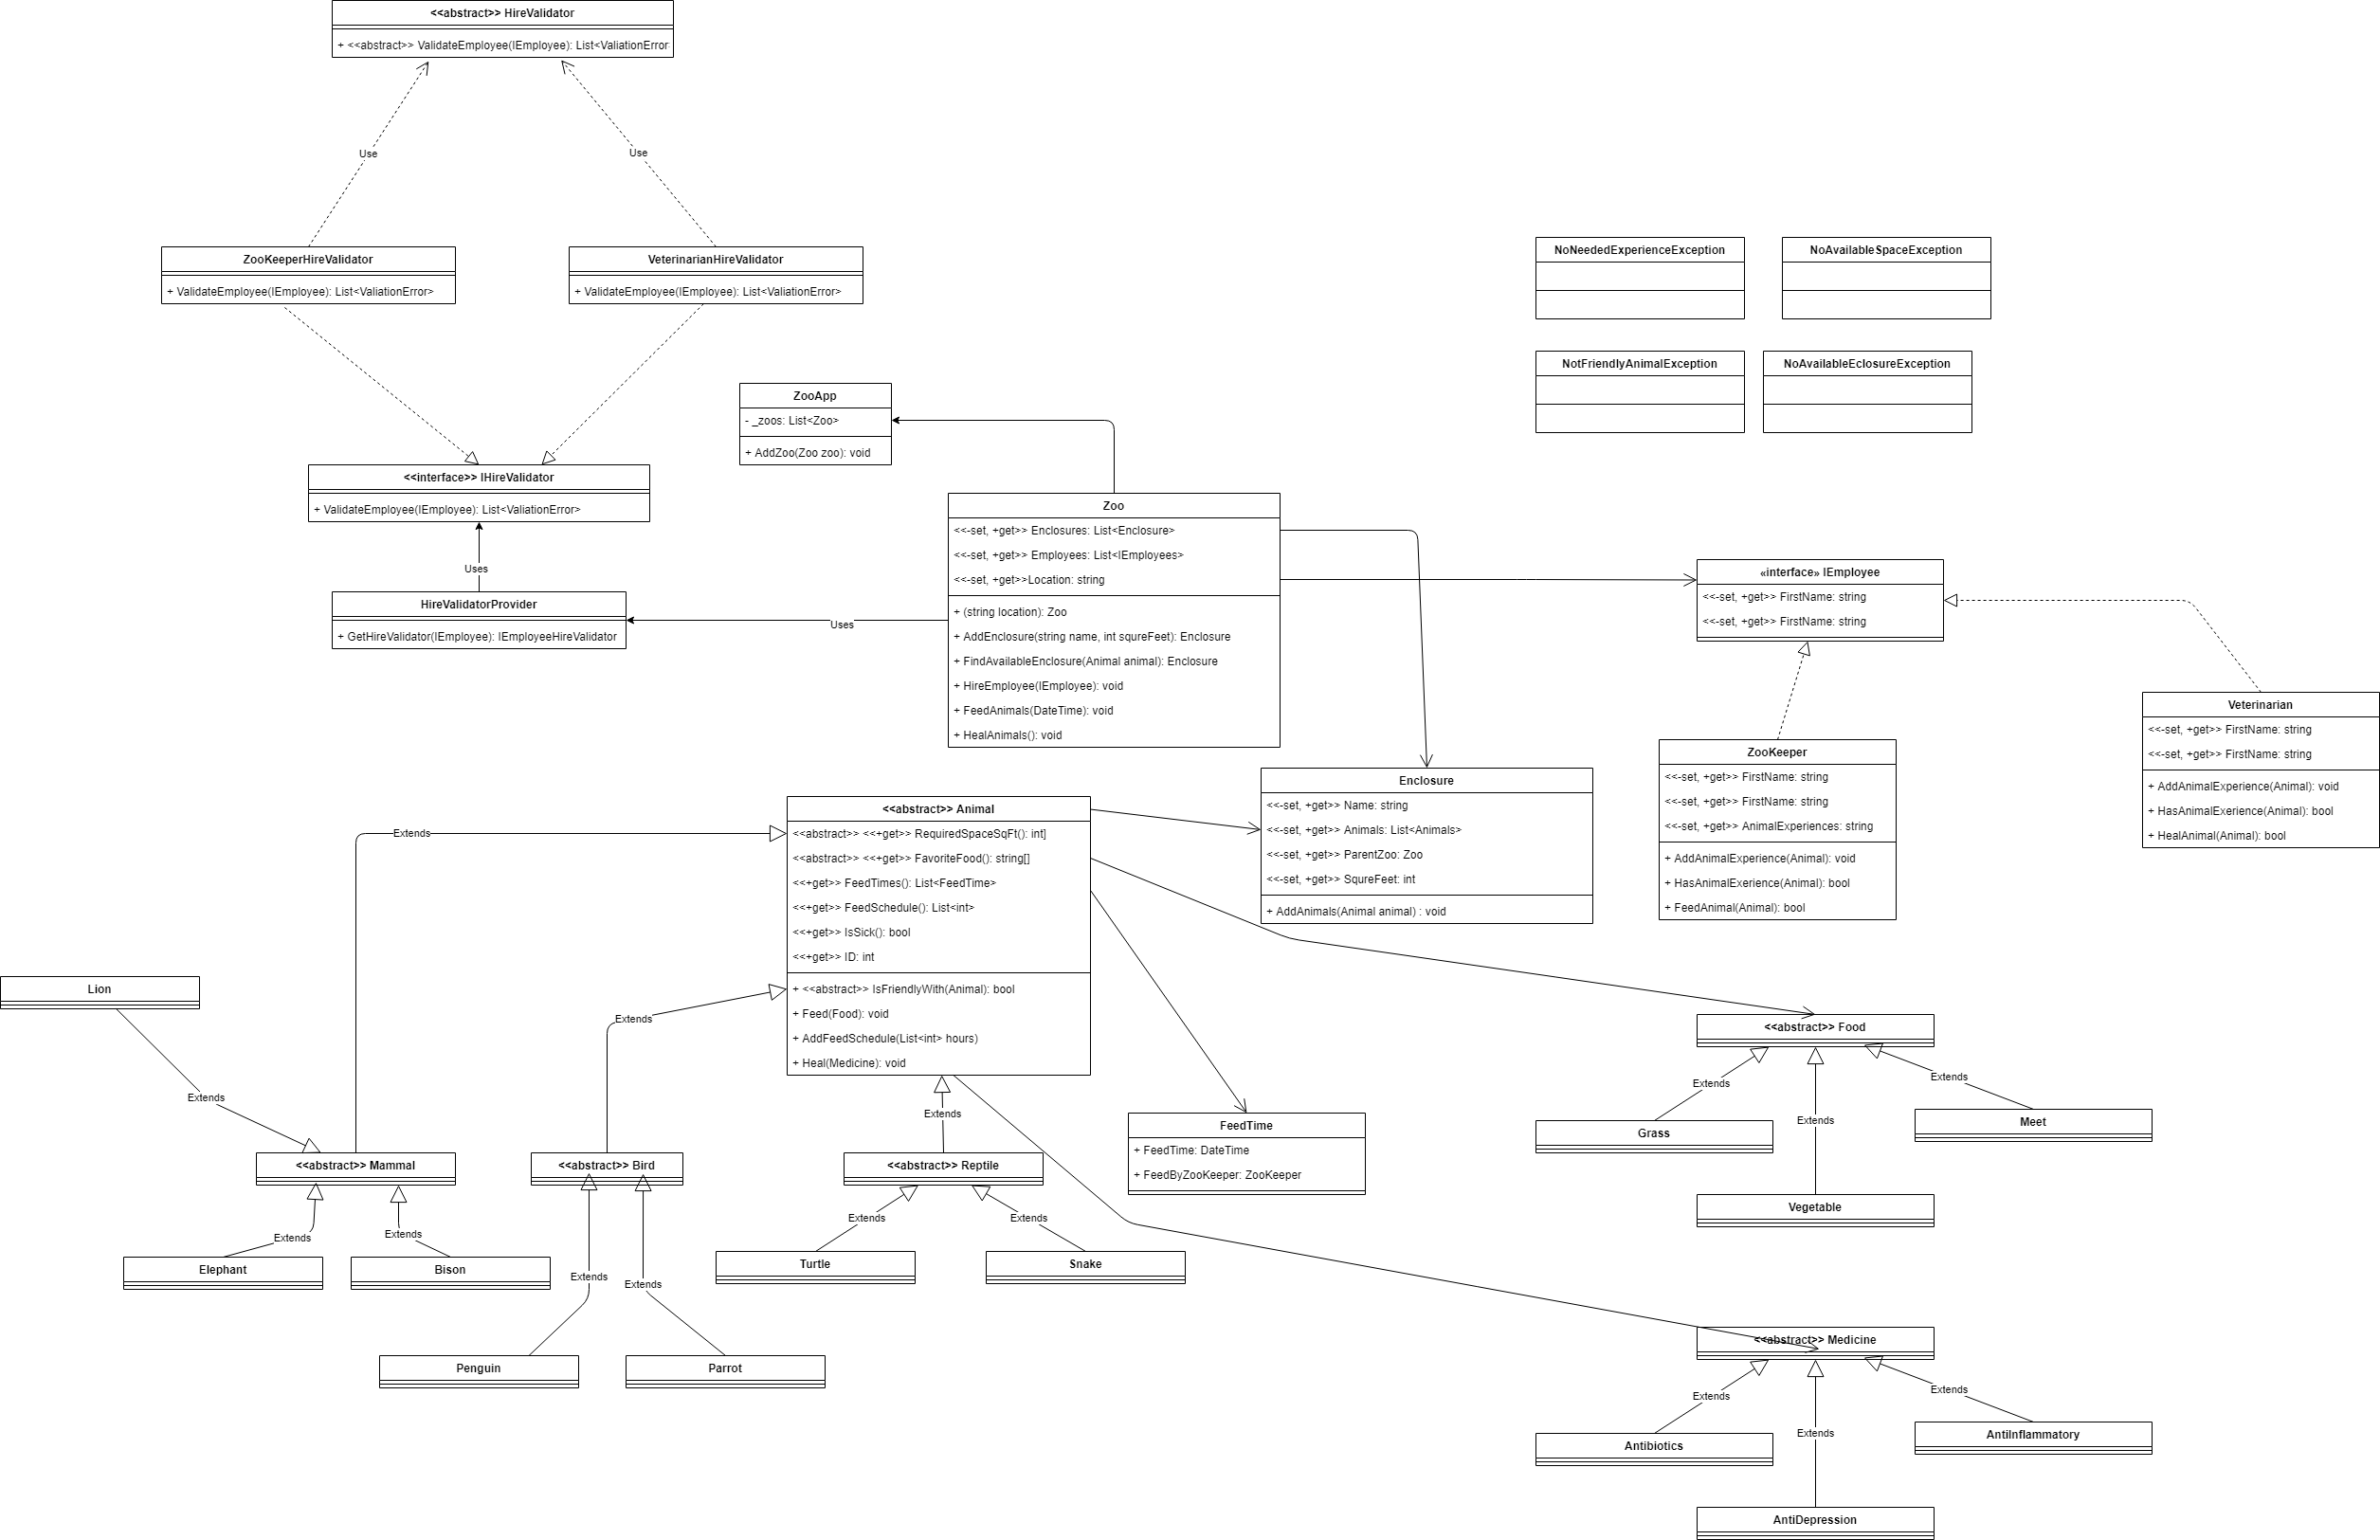 <<abstract>> HireValidator
+ <<abstract>> ValidateEmployee(IEmployee): List<ValiationError
Use
Use
ZooKeeperHireValidator
+ ValidateEmployee(IEmployee): List<ValiationError>
VeterinarianHireValidator
+ ValidateEmployee(IEmployee): List<ValiationError>
NoNeededExperienceException
NoAvailableSpaceException
NotFriendlyAnimalException
NoAvailableEclosureException
ZooApp
- _zoos: List<Zoo>
+ AddZoo(Zoo zoo): void
<<interface>> IHireValidator
+ ValidateEmployee(IEmployee): List<ValiationError>
Uses
HireValidatorProvider
+ GetHireValidator(IEmployee): IEmployeeHireValidator
Uses
Zoo
<<-set, +get>> Enclosures: List<Enclosure>
<<-set, +get>> Employees: List<IEmployees>
<<-set, +get>>Location: string
+ (string location): Zoo
+ AddEnclosure(string name, int squreFeet): Enclosure
+ FindAvailableEnclosure(Animal animal): Enclosure
+ HireEmployee(IEmployee): void
+ FeedAnimals(DateTime): void
+ HealAnimals(): void
«interface» IEmployee
<<-set, +get>> FirstName: string
<<-set, +get>> FirstName: string
Veterinarian
<<-set, +get>> FirstName: string
<<-set, +get>> FirstName: string
+ AddAnimalExperience(Animal): void
+ HasAnimalExerience(Animal): bool
+ HealAnimal(Animal): bool
ZooKeeper
<<-set, +get>> FirstName: string
<<-set, +get>> FirstName: string
<<-set, +get>> AnimalExperiences: string
+ AddAnimalExperience(Animal): void
+ HasAnimalExerience(Animal): bool
+ FeedAnimal(Animal): bool
Enclosure
<<-set, +get>> Name: string
<<-set, +get>> Animals: List<Animals>
<<-set, +get>> ParentZoo: Zoo
<<-set, +get>> SqureFeet: int
+ AddAnimals(Animal animal) : void
<<abstract>> Animal
<<abstract>> <<+get>> RequiredSpaceSqFt(): int]
<<abstract>> <<+get>> FavoriteFood(): string[]
<<+get>> FeedTimes(): List<FeedTime>
<<+get>> FeedSchedule(): List<int>
<<+get>> IsSick(): bool
<<+get>> ID: int
+ <<abstract>> IsFriendlyWith(Animal): bool
+ Feed(Food): void
+ AddFeedSchedule(List<int> hours)
+ Heal(Medicine): void
Extends
Extends
Extends
Lion
Extends
<<abstract>> Mammal
<<abstract>> Bird
<<abstract>> Reptile
Extends
Extends
Elephant
Bison
Extends
Extends
Penguin
Parrot
Extends
Extends
Turtle
Snake
FeedTime
+ FeedTime: DateTime
+ FeedByZooKeeper: ZooKeeper
<<abstract>> Food
Extends
Extends
Extends
Grass
Meet
Vegetable
<<abstract>> Medicine
Extends
Extends
Extends
Antibiotics
AntiInflammatory
AntiDepression